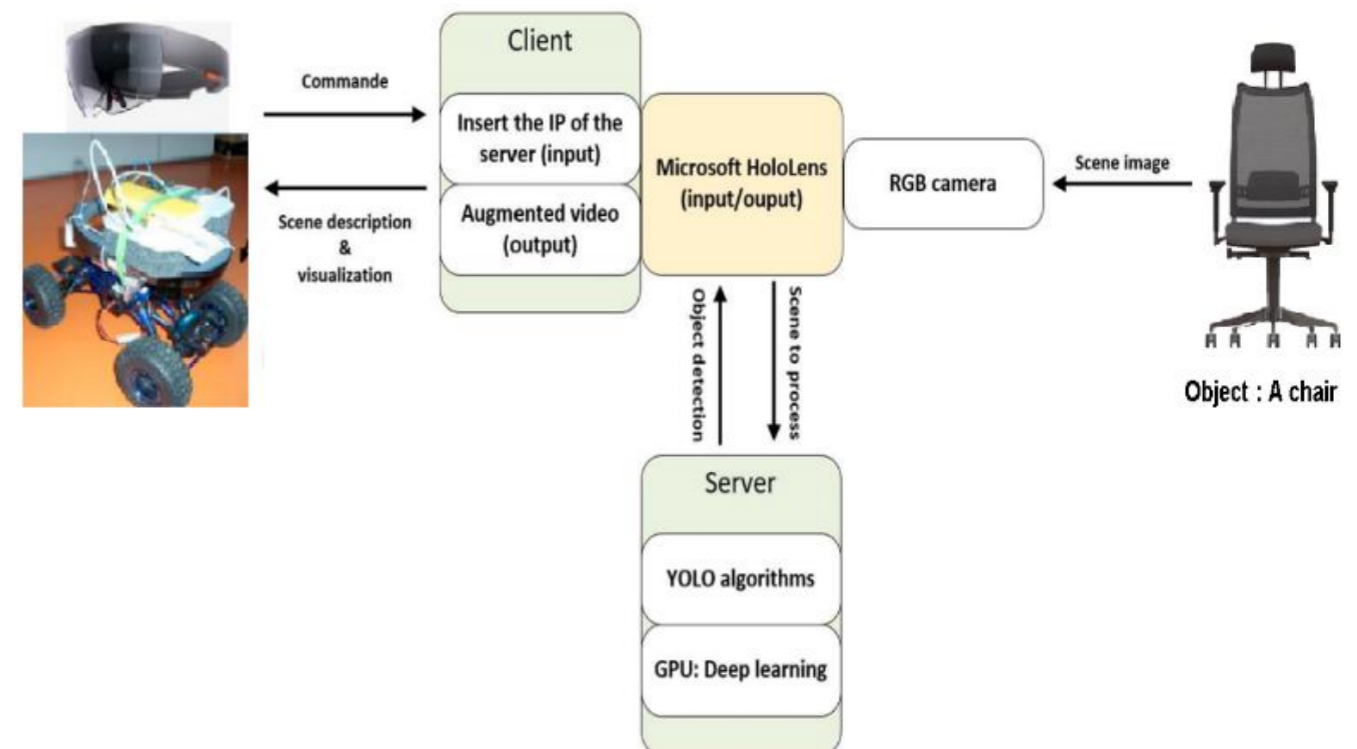 Client
Commande
Insert the IP of the
server (input)
Augmented video
(output)
Scene description
&
visualization
Microsoft HoloLens
(input/ouput)
RGB camera
Scene image
Object : A chair
Object detection
Scene to process
Server
YOLO algorithms
GPU: Deep learning